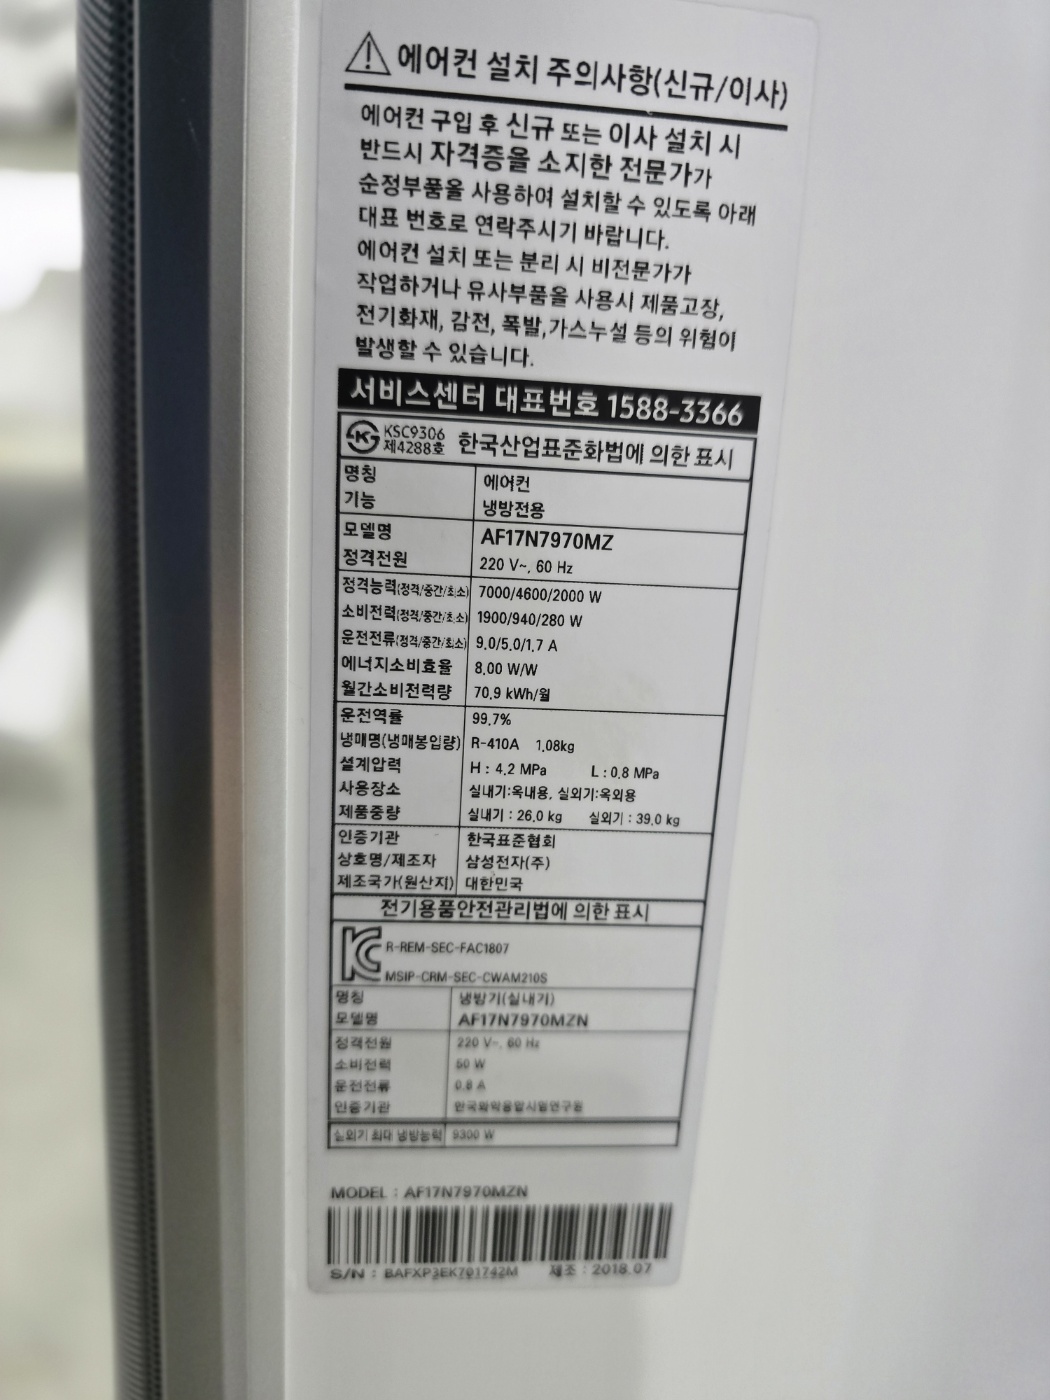 에어컨 설치 주의사항(신규/이사)
에어컨 구입 후 신규 또는 이사 설치 시
반드시 자격증을 소지한 전문가가
순정부품을 사용하여 설치할 수 있도록 아래
대표 번호로 연락주시기 바랍니다.
에어컨 설치 또는 분리 시 비전문가가
작업하거나 유사부품을 사용시 제품고장,
전기화재, 감전, 폭발,가스누설 등의 위험이
발생할 수 있습니다.
서비스센터 대표번호 1588-3366
KSC9306
제4288호 한국산업표준화법에 의한 표시
명칭 에어컨
기능 냉방전용
모델명 AF17N7970MZ
정격전원 220 V~, 60 Hz
정격능력(정격/중간/최소) 7000/4600/2000 W
소비전력(정격/중간/최소) 1900/940/280 W
운전전류(정격/중간/최소) 9.0/5.0/1.7 A
에너지소비효율 8.00 W/W
월간소비전력량 70.9 kWh/월
운전역률 99.7%
냉매명(냉매봉입량) R-410A 1.08kg
설계압력 H : 4.2 MPa L : 0.8 MPa
사용장소 실내기:옥내용, 실외기:옥외용
제품중량 실내기 : 26.0 kg 실외기 : 39.0 kg
인증기관 한국표준협회
상호명/제조자 삼성전자(주)
제조국가(원산지) 대한민국
전기용품안전관리법에 의한 표시
R-REM-SEC-FAC1807
MSIP-CRM-SEC-CWAM210S
명칭 냉방기(실내기)
모델명 AF17N7970MZN
정격전원 220 V~, 60 Hz
소비전력 50 W
운전전류 0.8 A
인증기관
실외기 최대 냉방능력 9300 W
MODEL : AF17N7970MZN
S/N : BAFXP3EK701742M 제조 : 2018.07